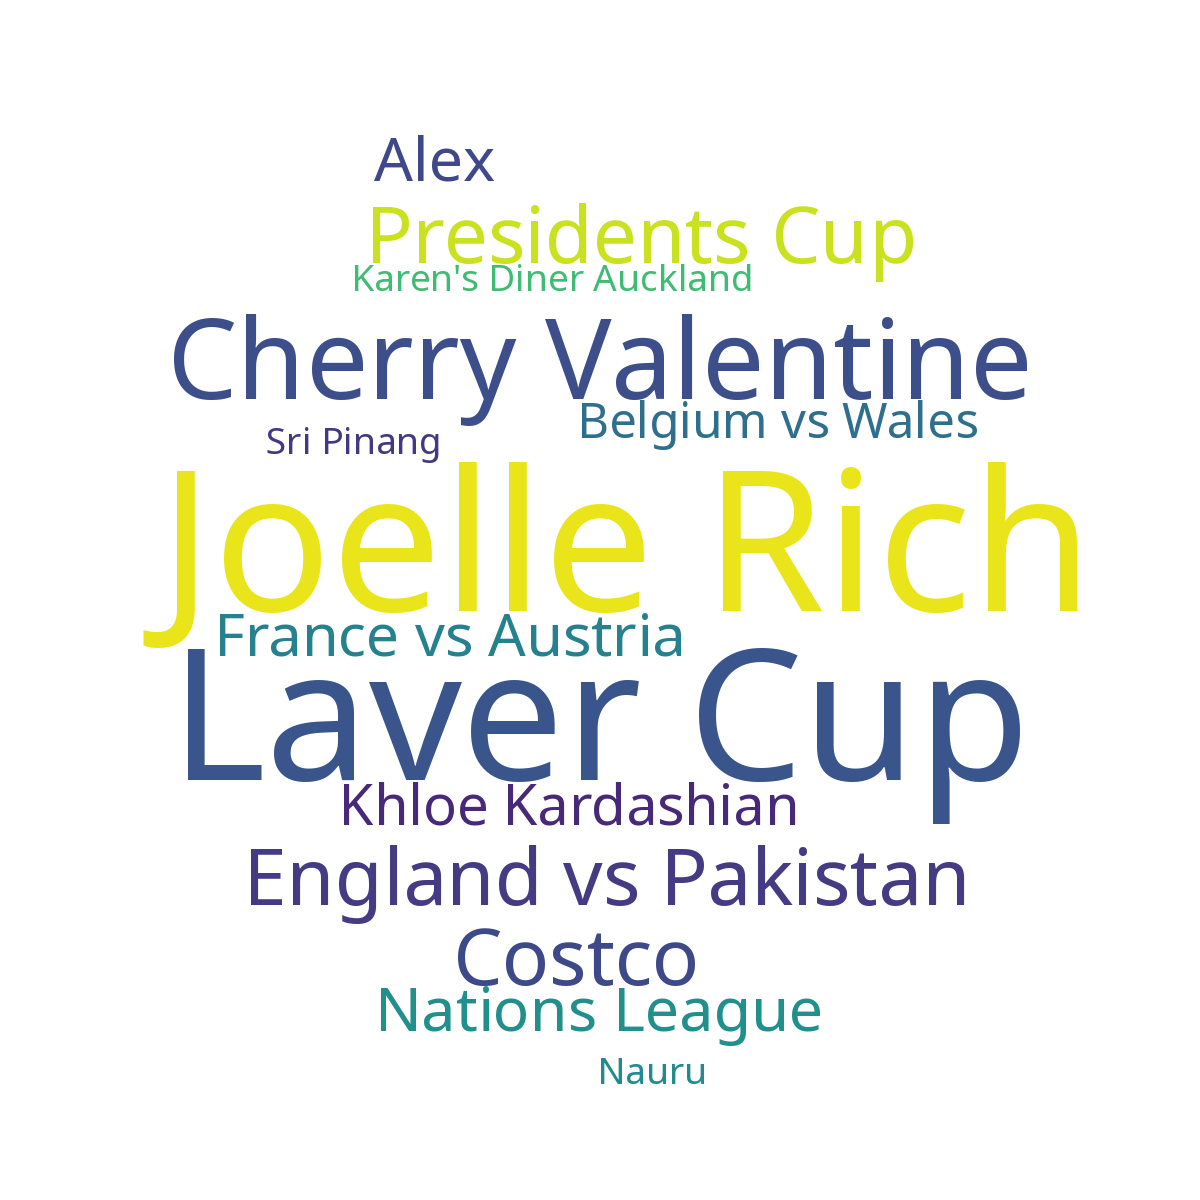 Alex
Presidents Cup
Karen's Diner Auckland
Cherry Valentine
Belgium vs Wales
Sri Pinang
Joelle Rich
France vs Austria
Laver Cup
Khloe Kardashian
England vs Pakistan
Costco
Nations League
Nauru